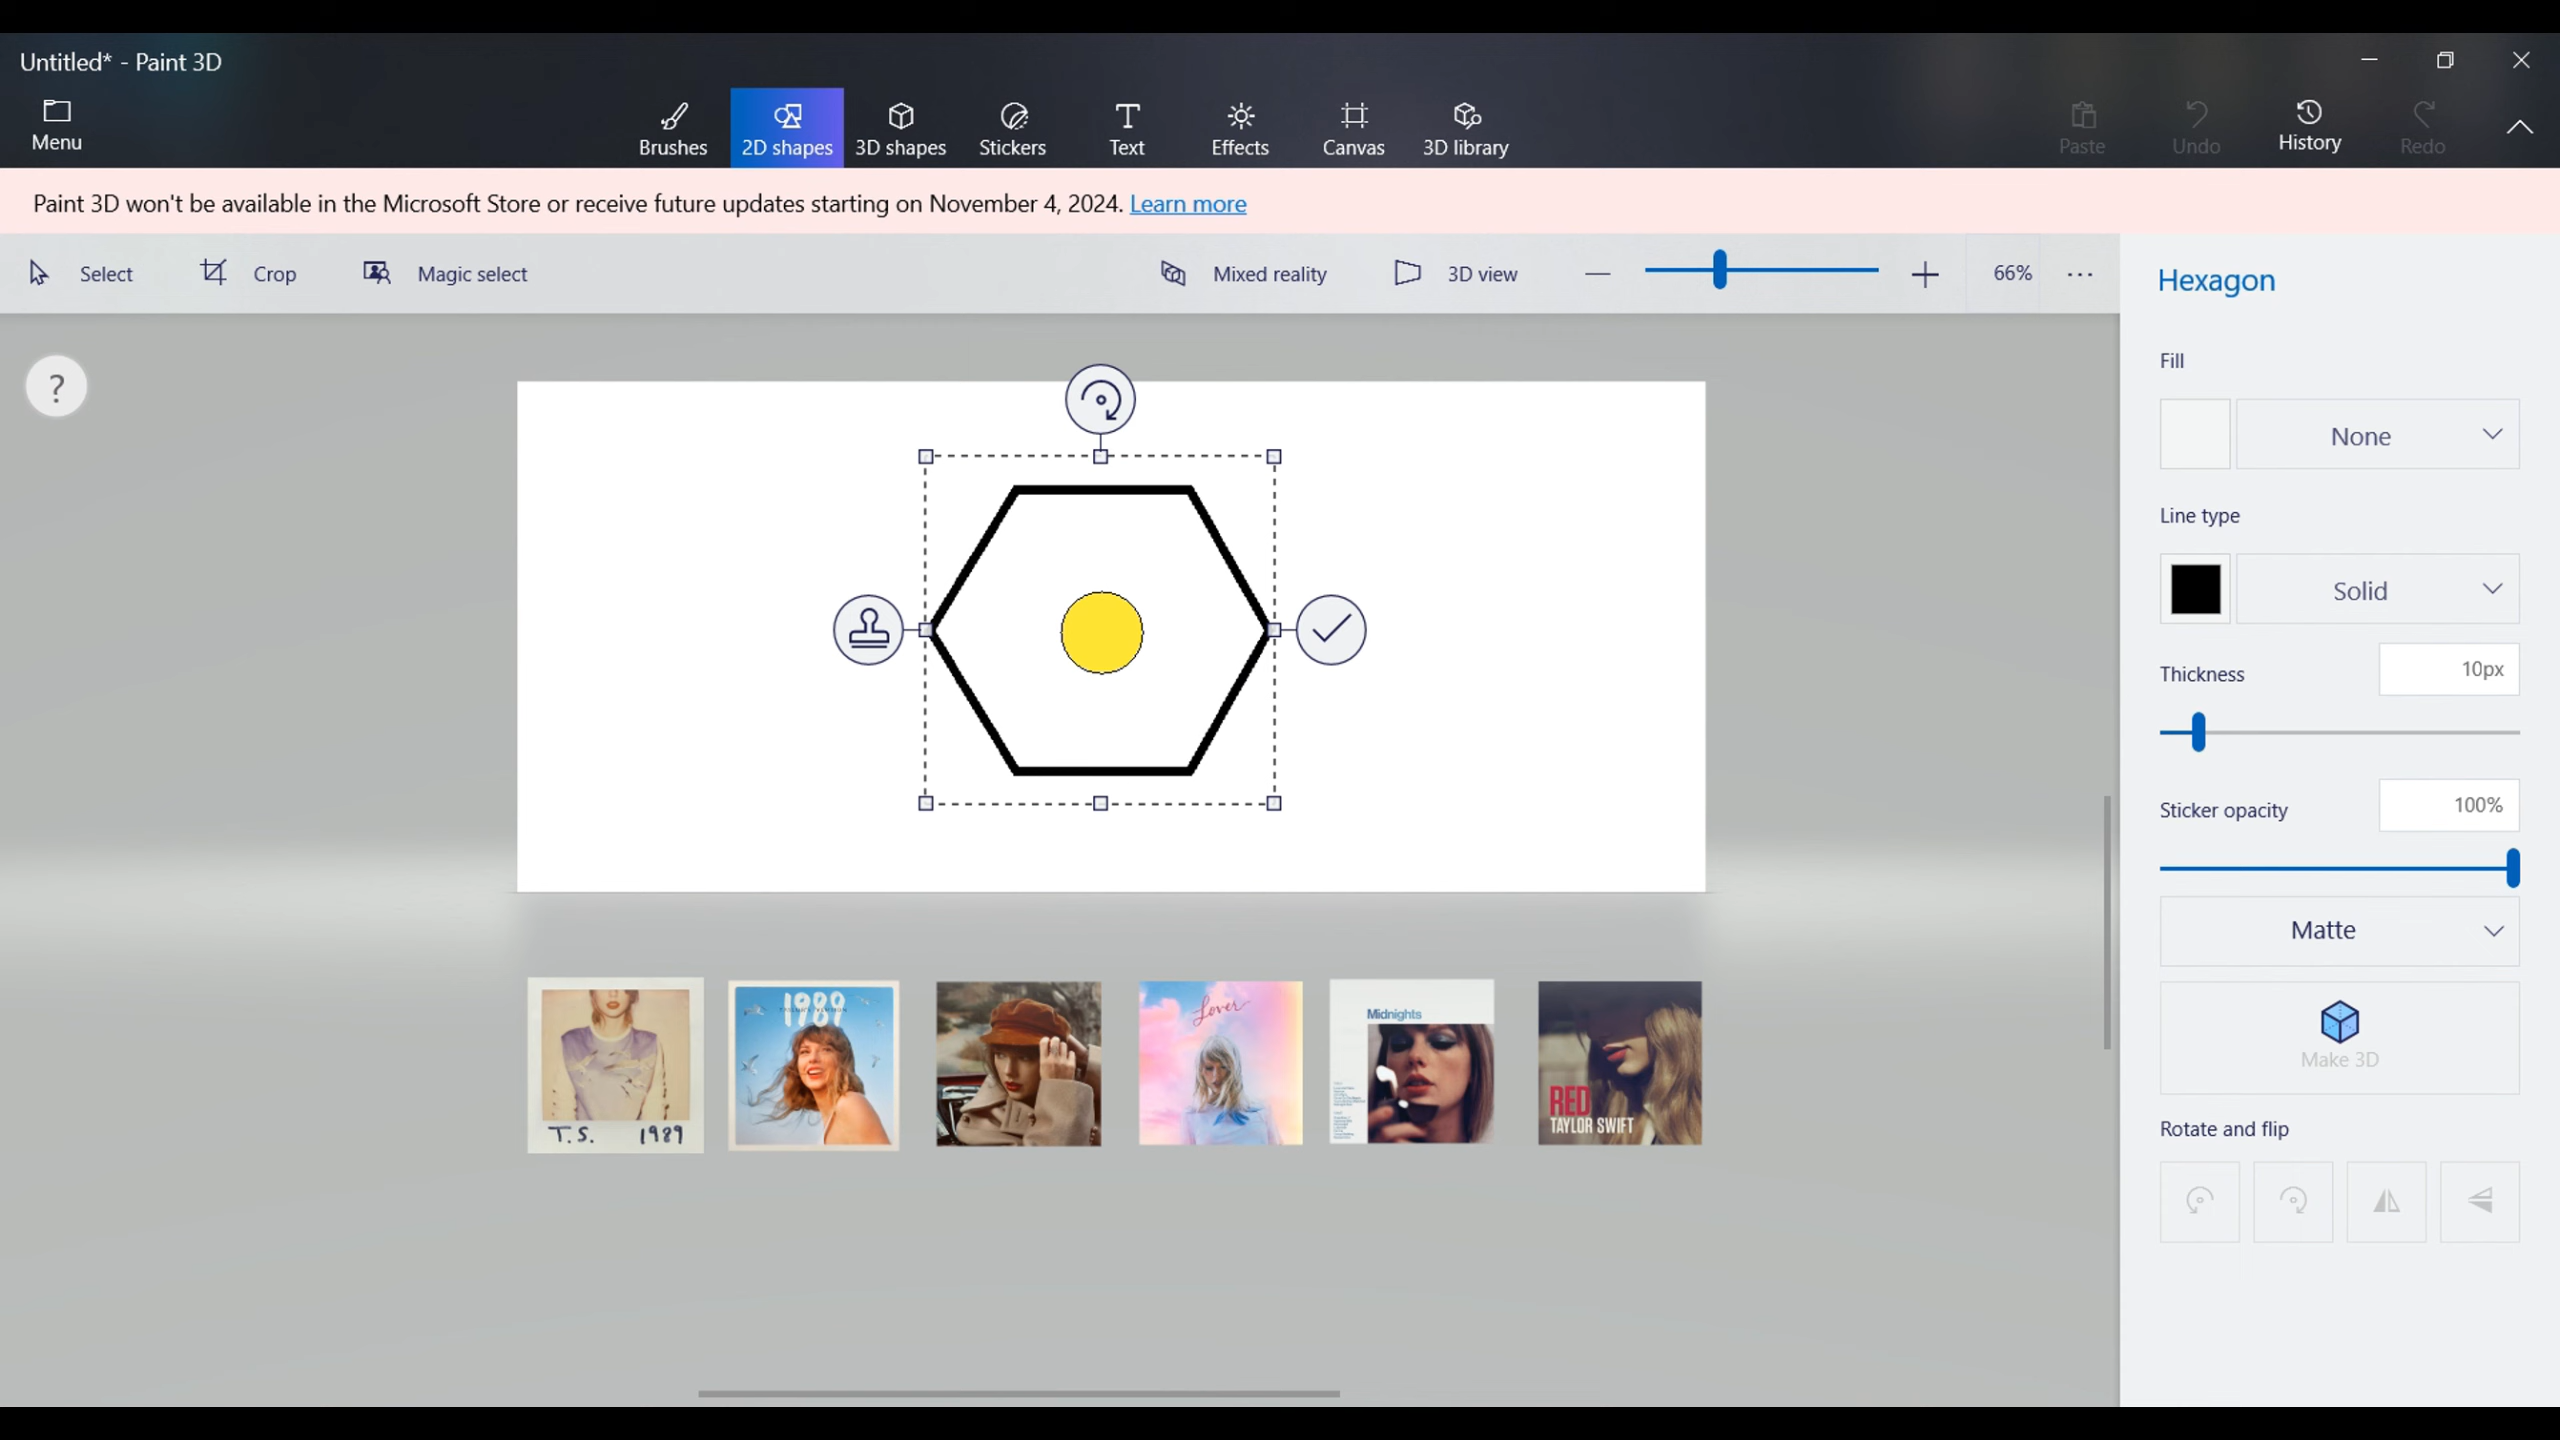 Untitled* - Paint 3D
Menu
Brushes
2D shapes
3D shapes
Stickers
Text
Effects
Canvas
3D library
Paste
Undo
History
Redo
Paint 3D won't be available in the Microsoft Store or receive future updates starting on November 4, 2024. Learn more
Select
Crop
Magic select
Mixed reality
3D view
66%
?
Hexagon
Fill
None
Line type
Solid
Thickness
10px
Sticker opacity
100%
Matte
Make 3D
Rotate and flip
T.S. 1989
1989
Lover
Midnights
RED
TAYLOR SWIFT